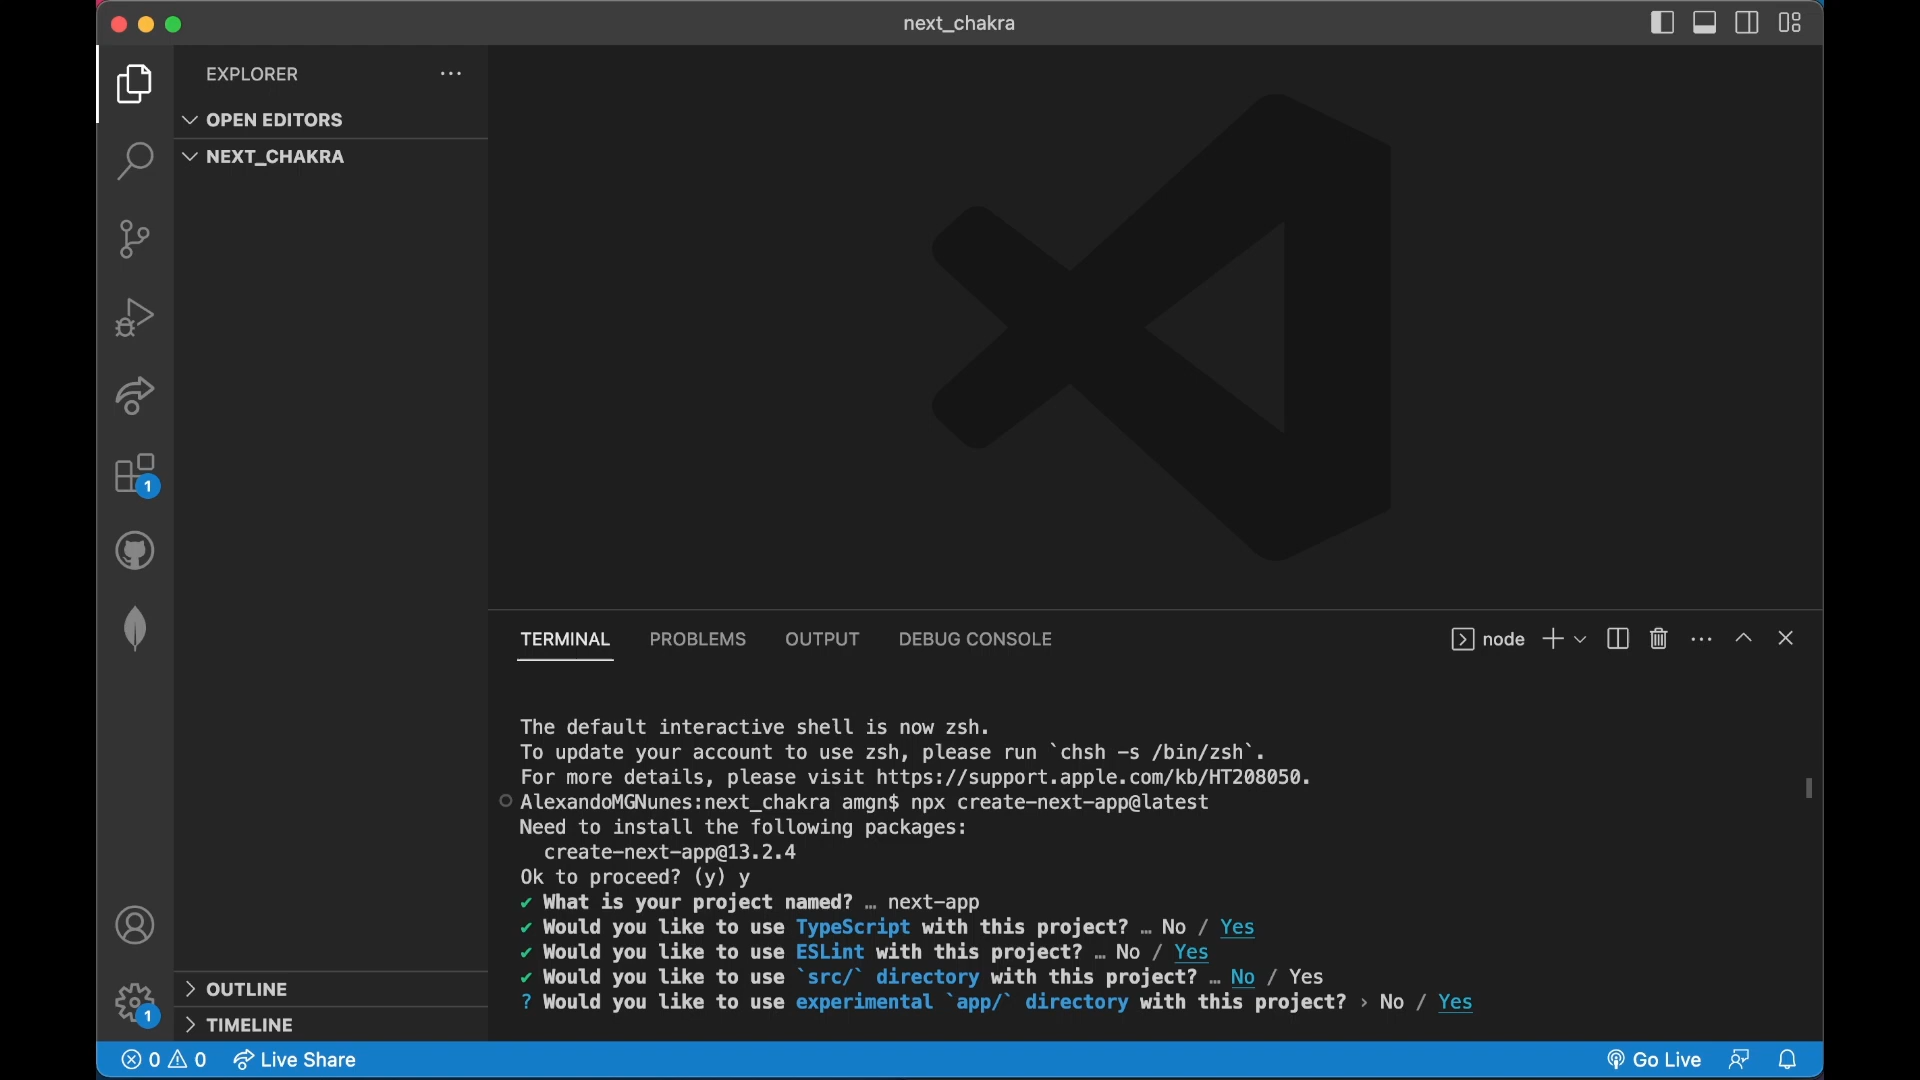 next_chakra
EXPLORER
OPEN EDITORS
NEXT_CHAKRA
1
1
OUTLINE
TIMELINE
TERMINAL PROBLEMS OUTPUT DEBUG CONSOLE node
The default interactive shell is now zsh.
To update your account to use zsh, please run `chsh -s /bin/zsh`.
For more details, please visit https://support.apple.com/kb/HT208050.
AlexandoMGNunes:next_chakra amgn$ npx create-next-app@latest
Need to install the following packages:
create-next-app@13.2.4
Ok to proceed? (y) y
✔ What is your project named? … next-app
✔ Would you like to use TypeScript with this project? … No / Yes
✔ Would you like to use ESLint with this project? … No / Yes
✔ Would you like to use `src/` directory with this project? … No / Yes
? Would you like to use experimental `app/` directory with this project? › No / Yes
0 0 Live Share Go Live